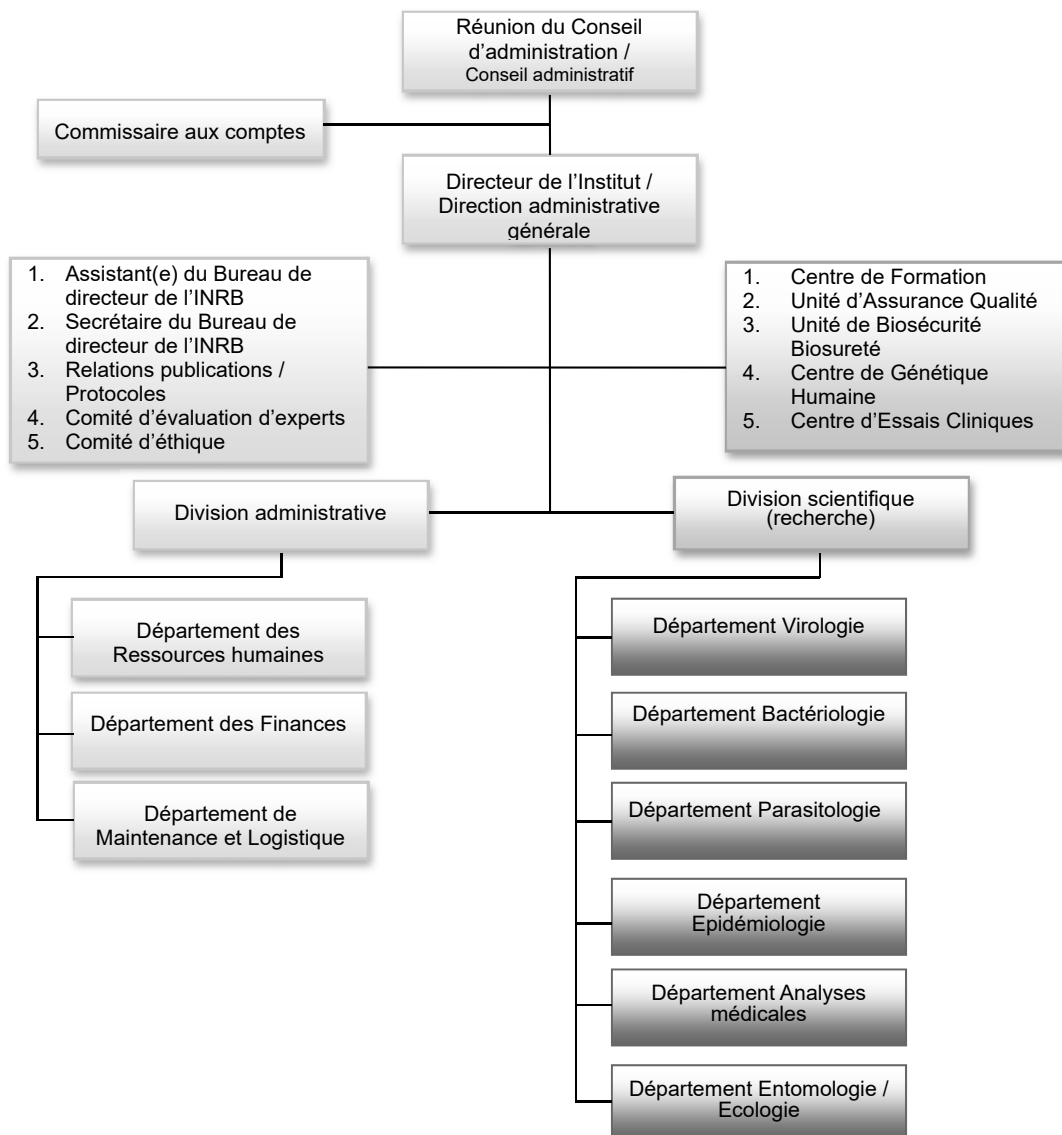 Réunion du Conseil
d’administration /
Conseil administratif
Commissaire aux comptes
Directeur de l’Institut /
Direction administrative
générale
1. Assistant(e) du Bureau de
directeur de l’INRB
2. Secrétaire du Bureau de
directeur de l’INRB
3. Relations publications /
Protocoles
4. Comité d’évaluation d’experts
5. Comité d’éthique
1. Centre de Formation
2. Unité d’Assurance Qualité
3. Unité de Biosécurité
Biosureté
4. Centre de Génétique
Humaine
5. Centre d’Essais Cliniques
Division administrative
Division scientifique
(recherche)
Département des
Ressources humaines
Département des Finances
Département de
Maintenance et Logistique
Département Virologie
Département Bactériologie
Département Parasitologie
Département
Epidémiologie
Département Analyses
médicales
Département Entomologie /
Ecologie